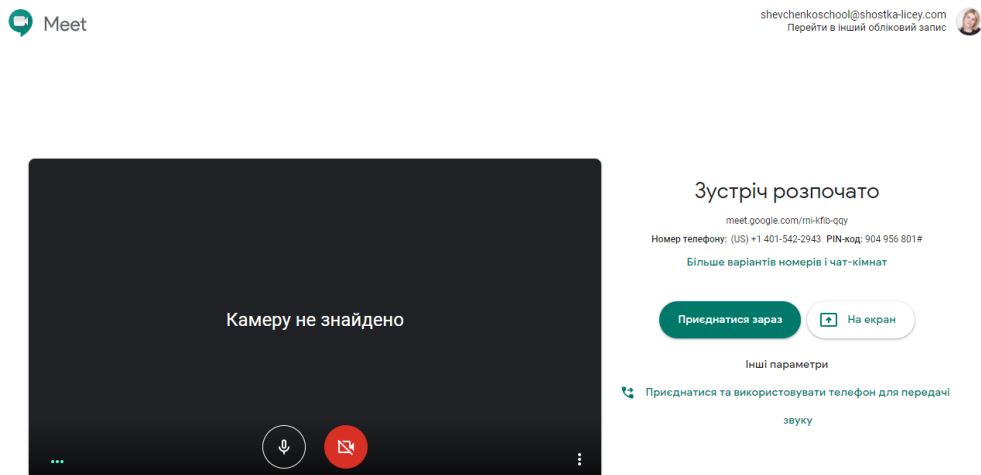 Meet
shevchenkoschool@shostka-licey.com
Перейти в інший обліковий запис
Камеру не знайдено
Зустріч розпочато
meet.google.com/rni-kfib-qqy
Номер телефону: (US) +1 401-542-2943 PIN-код: 904 956 801#
Більше варіантів номерів і чат-кімнат
Приєднатися зараз
На екран
Інші параметри
Приєднатися та використовувати телефон для передачі
звуку